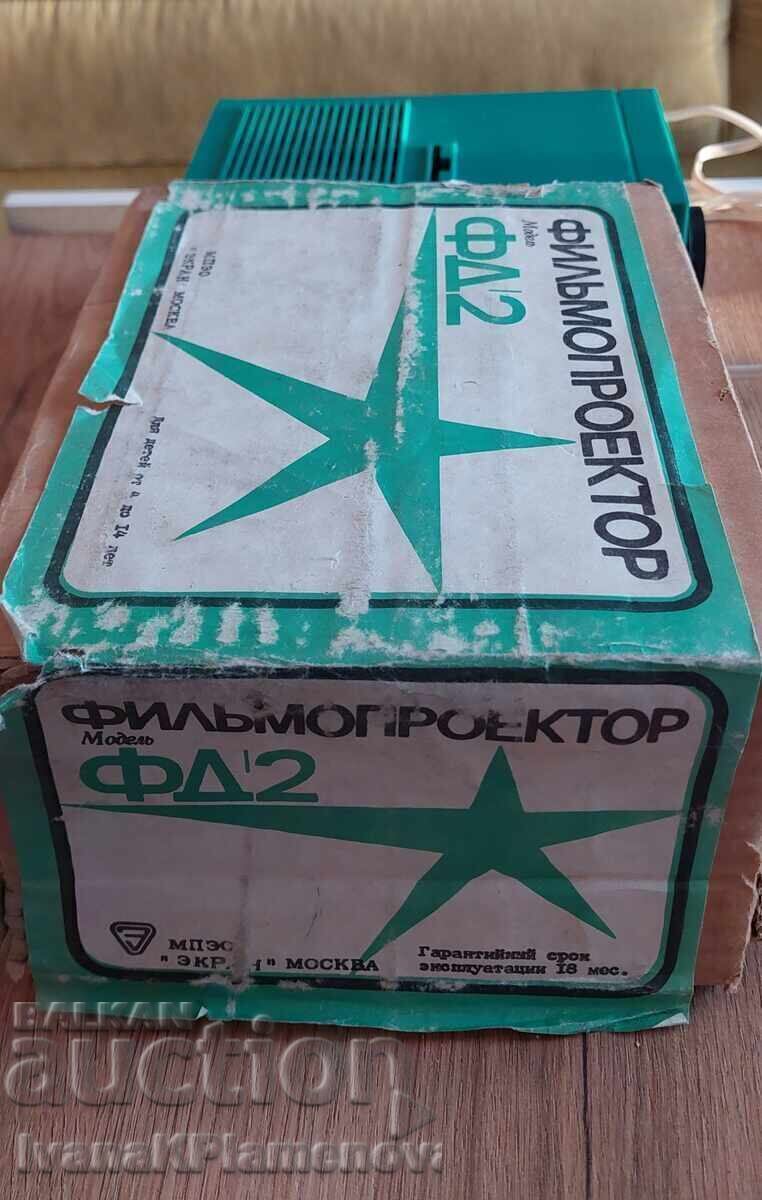 ФИЛЬМОПРОЕКТОР
Модель
ФД'2
МПЭО
"ЭКРАН" МОСКВА
для детей от 4 до 14 лет
ФИЛЬМОПРОЕКТОР
Модель
ФД'2
Э
МПЭО
"ЭКРАН" МОСКВА
Гарантийный срок
эксплуатации 18 мес.
BALKAN
auction
IvanaKPlamenova